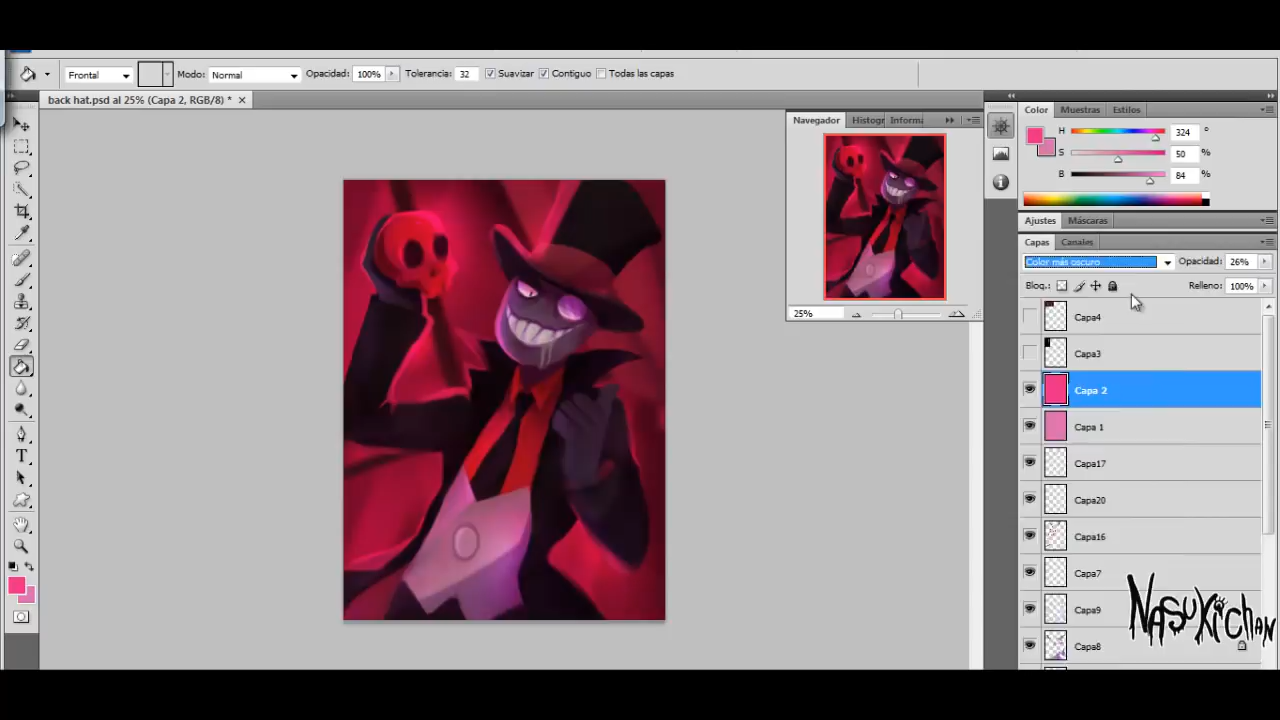 Frontal Modo: Normal Opacidad: 100% Tolerancia: 32 Suavizar Contiguo Todas las capas
back hat.psd al 25% (Capa 2, RGB/8) *
Navegador Histogr Informa
25%
Color Muestras Estilos
H 324 °
S 50 %
B 84 %
Ajustes Máscaras
Capas Canales
Color más oscuro Opacidad: 26%
Bloq.: Relleno: 100%
Capa4
Capa3
Capa 2
Capa 1
Capa17
Capa20
Capa16
Capa7
Capa9
Capa8
NASUKiChAN